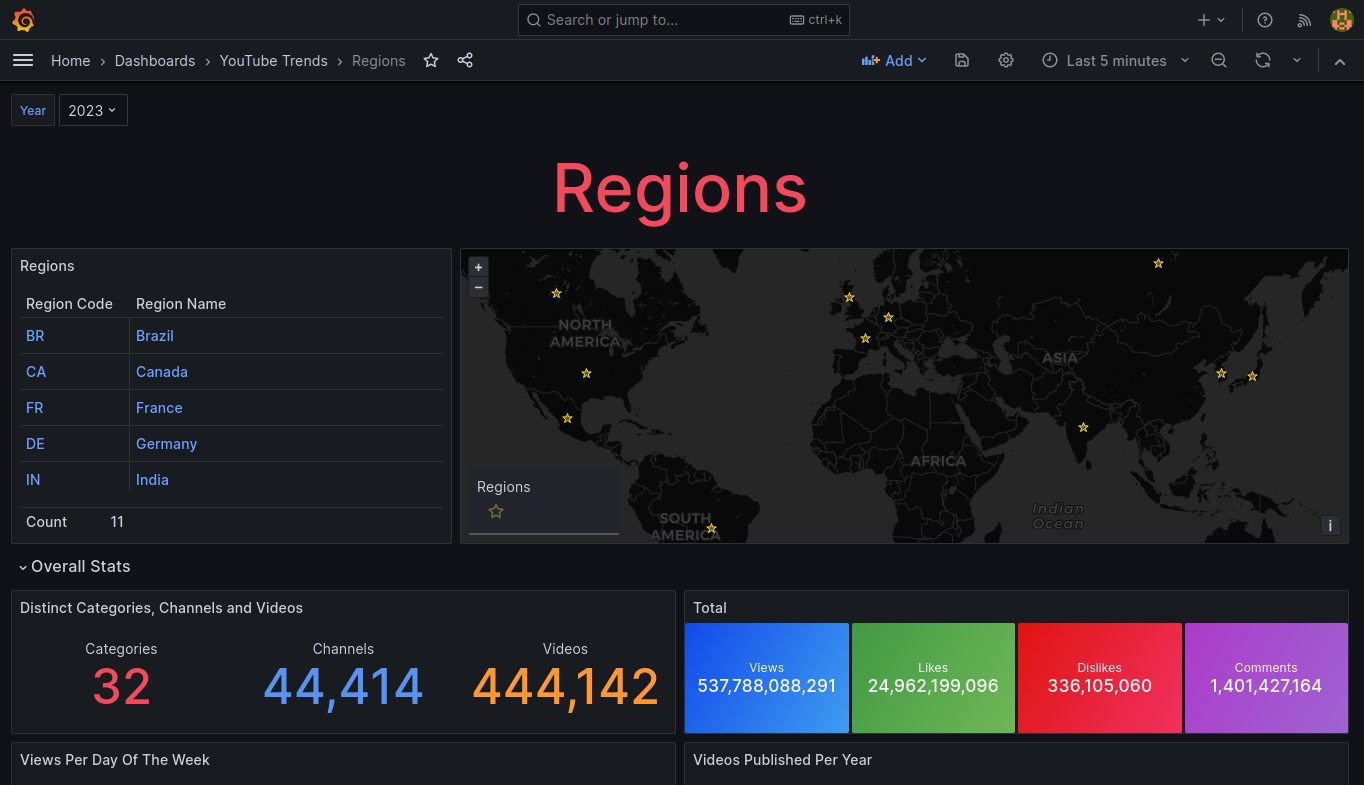 Search or jump to... ctrl+k
Home › Dashboards › YouTube Trends › Regions Add Last 5 minutes
Year 2023
Regions
Regions
Region Code Region Name
BR Brazil
CA Canada
FR France
DE Germany
IN India
Count 11
+
−
NORTH
AMERICA
ASIA
AFRICA
Indian
Ocean
SOUTH
AMERICA
Regions
i
Overall Stats
Distinct Categories, Channels and Videos
Categories Channels Videos
32 44,414 444,142
Total
Views Likes Dislikes Comments
537,788,088,291 24,962,199,096 336,105,060 1,401,427,164
Views Per Day Of The Week
Videos Published Per Year